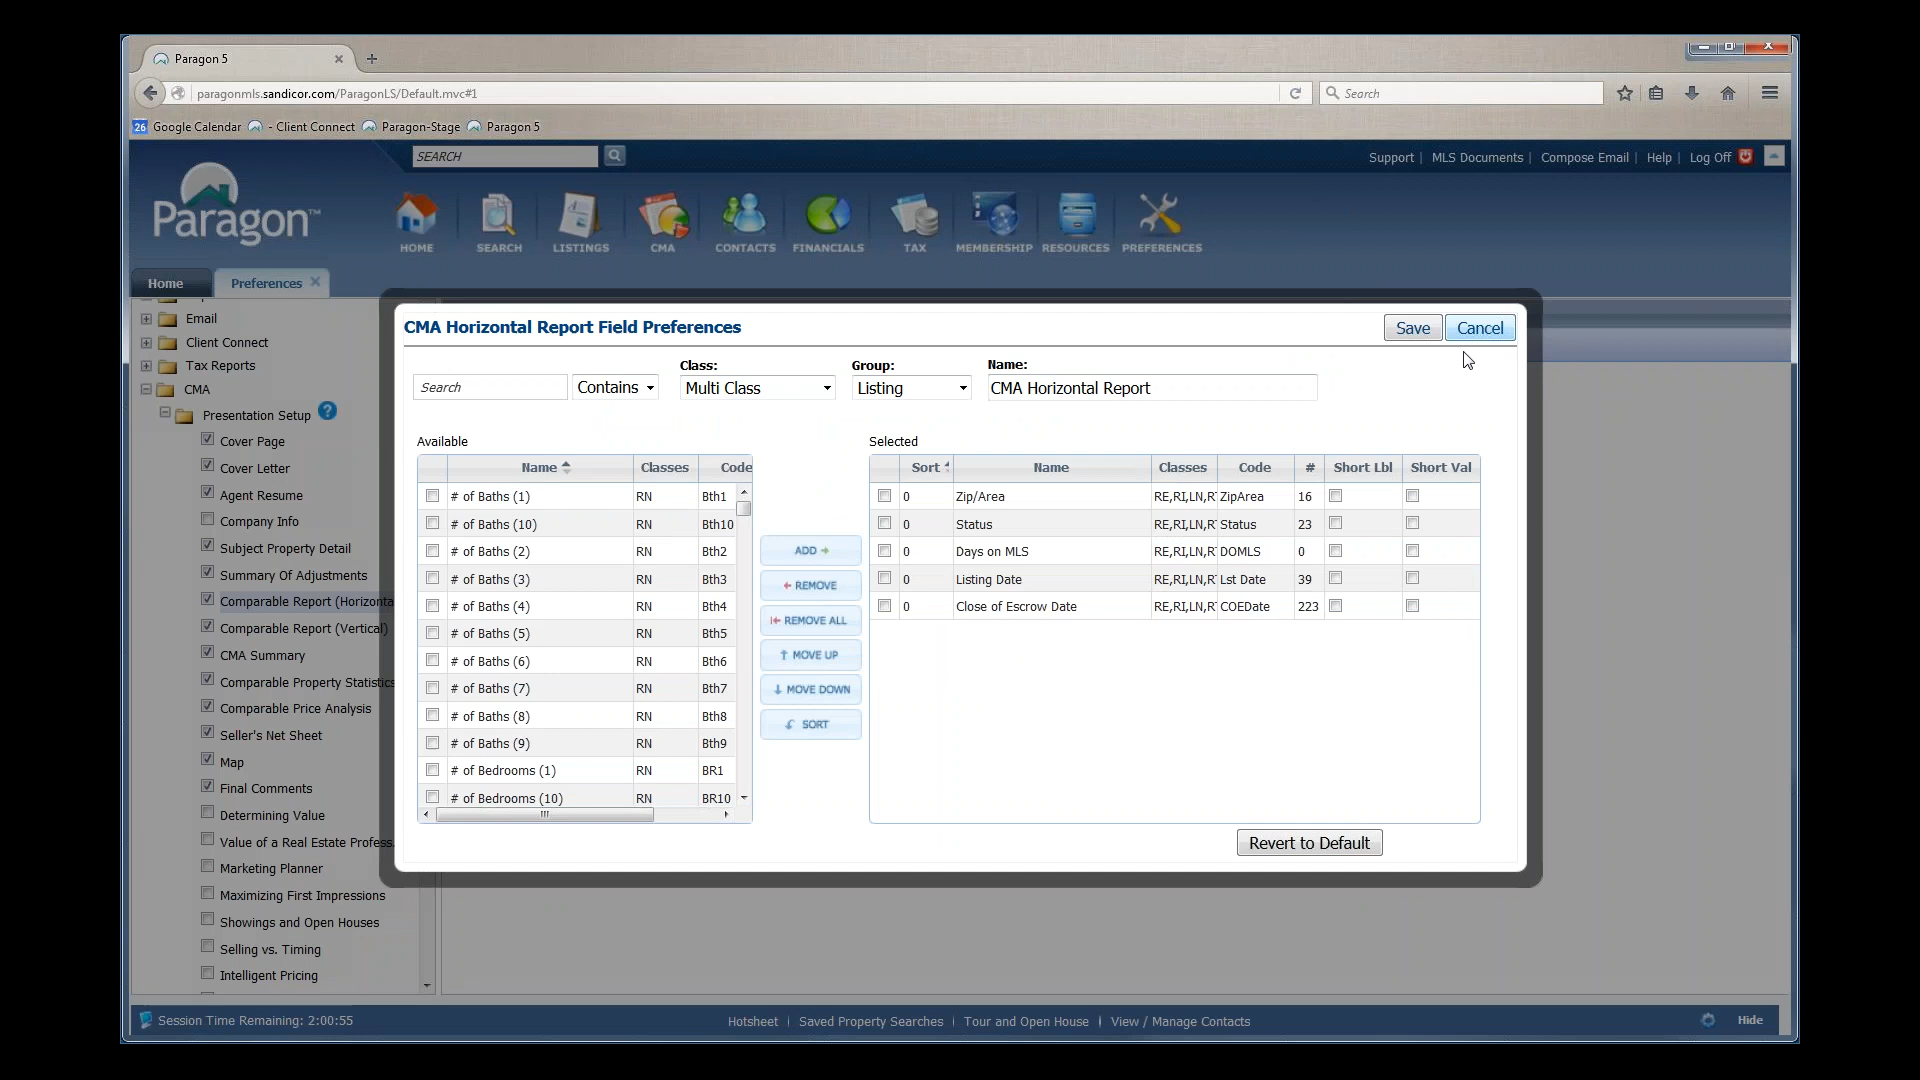 Paragon 5
paragonmls.sandicor.com/ParagonLS/Default.mvc#1
Search
26 Google Calendar - Client Connect Paragon-Stage Paragon 5
SEARCH
Support | MLS Documents | Compose Email | Help | Log Off
Paragon™
HOME SEARCH LISTINGS CMA CONTACTS FINANCIALS TAX MEMBERSHIP RESOURCES PREFERENCES
Home Preferences
Email
Client Connect
Tax Reports
CMA
Presentation Setup
Cover Page
Cover Letter
Agent Resume
Company Info
Subject Property Detail
Summary Of Adjustments
Comparable Report (Horizonta
Comparable Report (Vertical)
CMA Summary
Comparable Property Statistics
Comparable Price Analysis
Seller's Net Sheet
Map
Final Comments
Determining Value
Value of a Real Estate Profess.
Marketing Planner
Maximizing First Impressions
Showings and Open Houses
Selling vs. Timing
Intelligent Pricing
CMA Horizontal Report Field Preferences
Save Cancel
Class: Group: Name:
Search Contains Multi Class Listing CMA Horizontal Report
Available
Name Classes Code
# of Baths (1) RN Bth1
# of Baths (10) RN Bth10
# of Baths (2) RN Bth2
# of Baths (3) RN Bth3
# of Baths (4) RN Bth4
# of Baths (5) RN Bth5
# of Baths (6) RN Bth6
# of Baths (7) RN Bth7
# of Baths (8) RN Bth8
# of Baths (9) RN Bth9
# of Bedrooms (1) RN BR1
# of Bedrooms (10) RN BR10
ADD
REMOVE
REMOVE ALL
MOVE UP
MOVE DOWN
SORT
Selected
Sort Name Classes Code # Short Lbl Short Val
0 Zip/Area RE,RI,LN,R ZipArea 16
0 Status RE,RI,LN,R Status 23
0 Days on MLS RE,RI,LN,R DOMLS 0
0 Listing Date RE,RI,LN,R Lst Date 39
0 Close of Escrow Date RE,RI,LN,R COEDate 223
Revert to Default
Session Time Remaining: 2:00:55
Hotsheet | Saved Property Searches | Tour and Open House | View / Manage Contacts
Hide